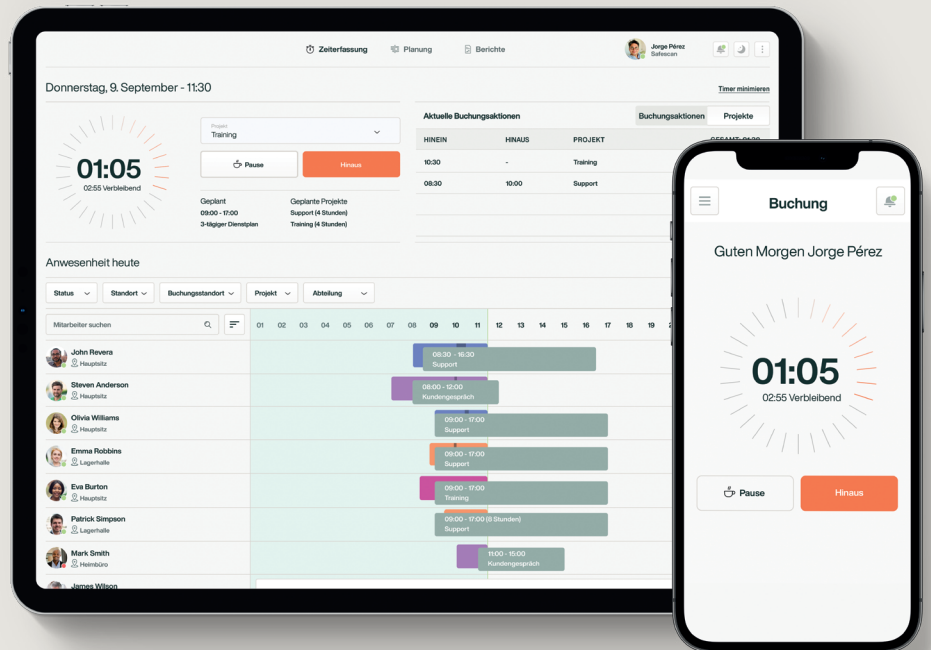 Zeiterfassung
Planung
Berichte
Jorge Pérez
Safescan
Donnerstag, 9. September - 11:30
Timer minimieren
01:05
02:55 Verbleibend
Projekt
Training
Pause
Hinaus
Geplant
09:00 - 17:00
3-tägiger Dienstplan
Geplante Projekte
Support (4 Stunden)
Training (4 Stunden)
Aktuelle Buchungsaktionen
Buchungsaktionen
Projekte
HINEIN HINAUS PROJEKT
10:30 - Training
08:30 10:00 Support
Anwesenheit heute
Status
Standort
Buchungsstandort
Projekt
Abteilung
Mitarbeiter suchen
01 02 03 04 05 06 07 08 09 10 11 12 13 14 15 16 17 18 19
John Revera
Hauptsitz
08:30 - 16:30
Support
Steven Anderson
Hauptsitz
08:00 - 12:00
Kundengespräch
Olivia Williams
Hauptsitz
09:00 - 17:00
Support
Emma Robbins
Lagerhalle
09:00 - 17:00
Support
Eva Burton
Hauptsitz
09:00 - 17:00
Training
Patrick Simpson
Lagerhalle
09:00 - 17:00 (8 Stunden)
Support
Mark Smith
Heimbüro
11:00 - 15:00
Kundengespräch
James Wilson
Buchung
Guten Morgen Jorge Pérez
01:05
02:55 Verbleibend
Pause
Hinaus